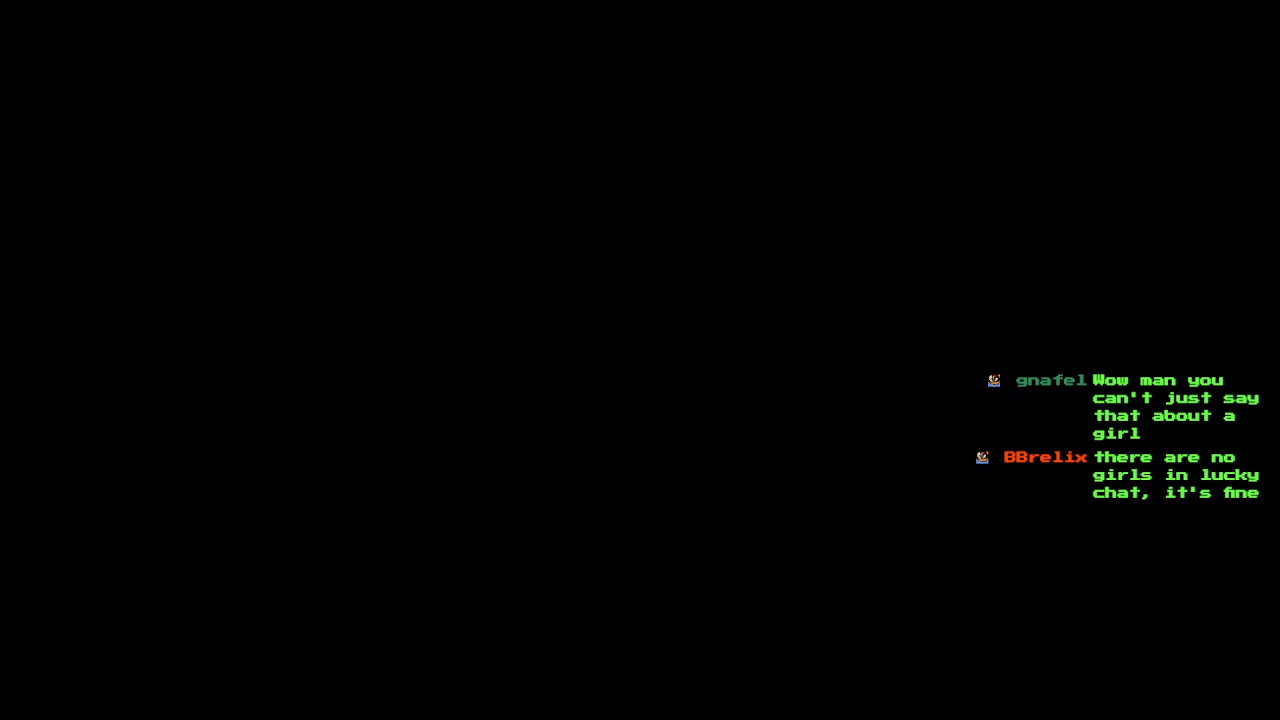 gnafel Wow man you
can't just say
that about a
girl
BBrelix there are no
girls in lucky
chat, it's fine